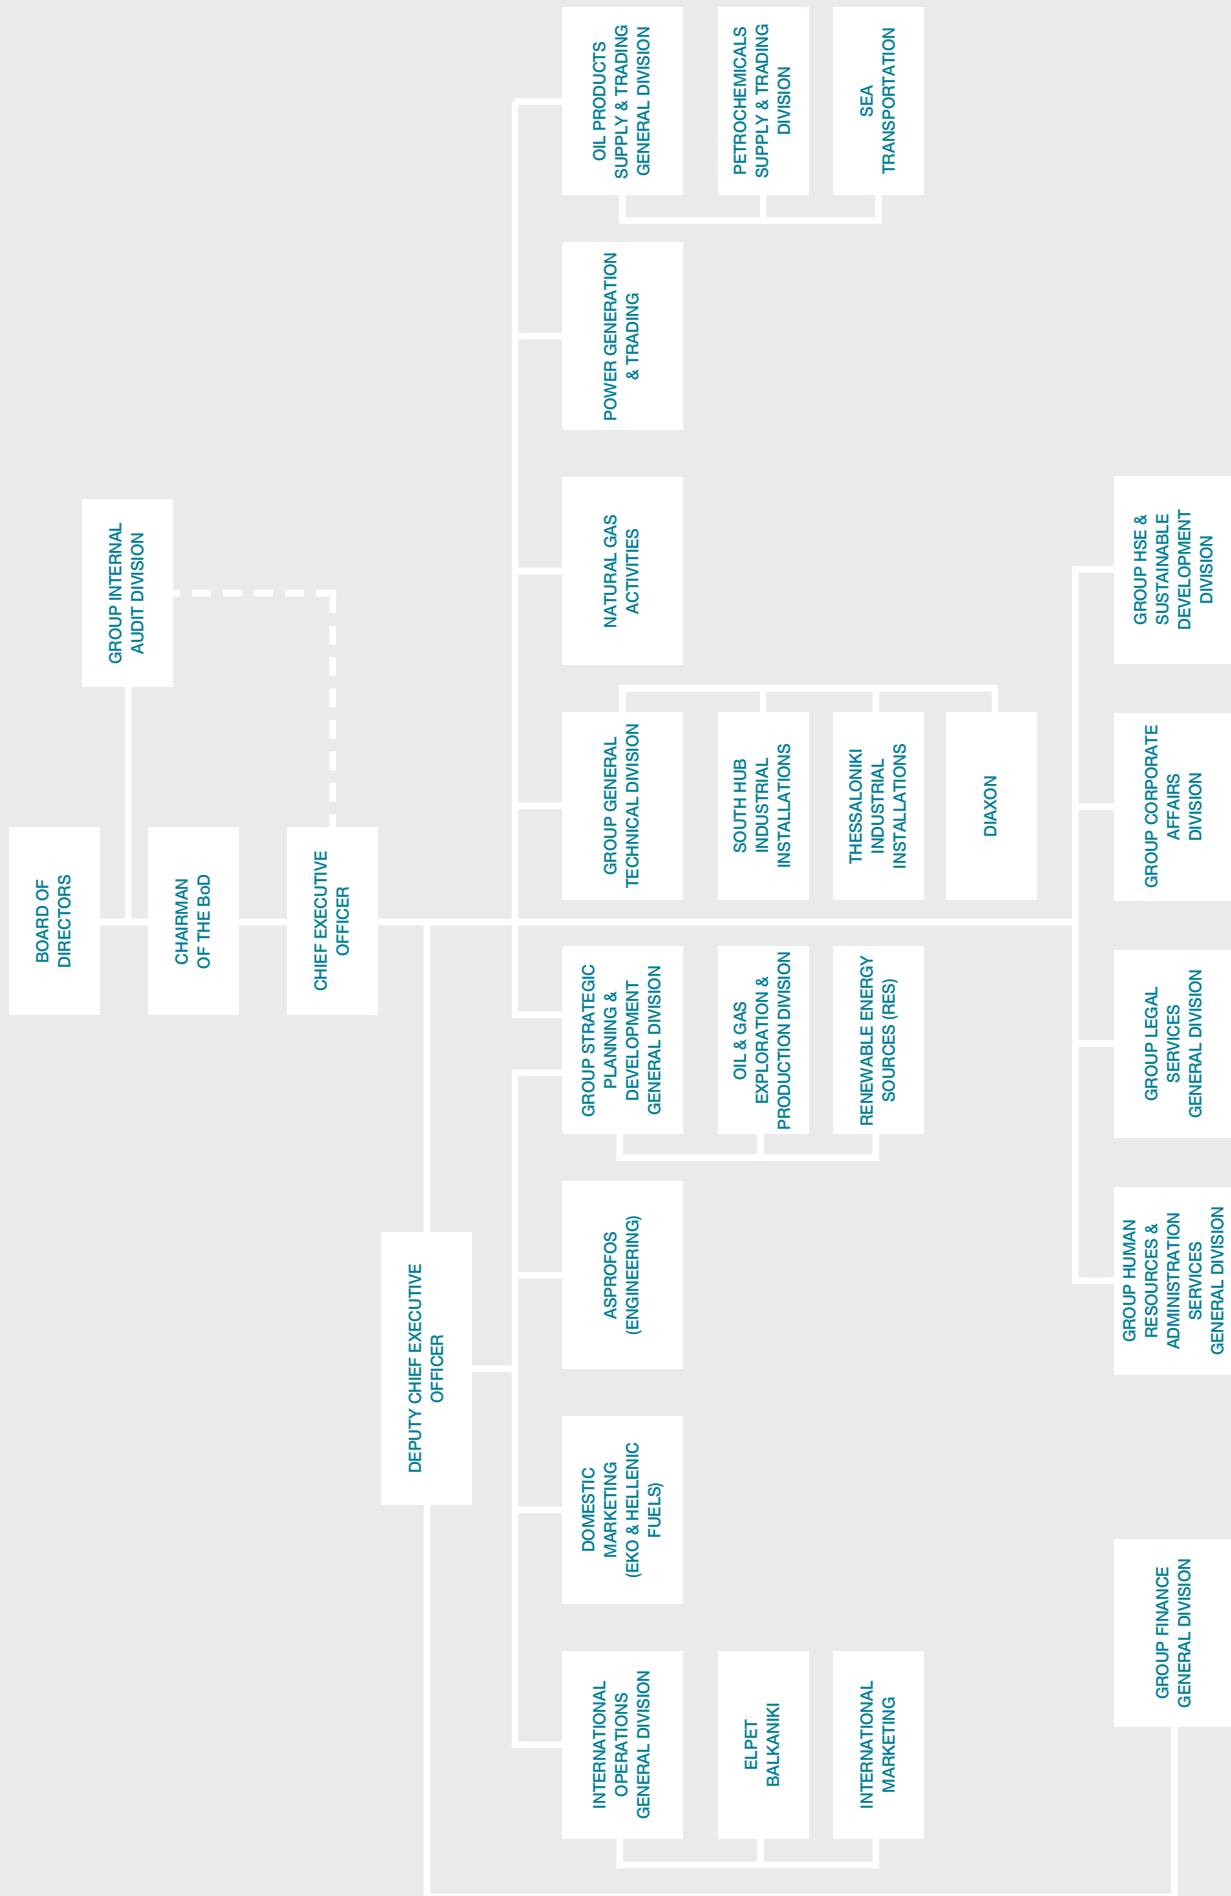 BOARD OF
DIRECTORS
GROUP INTERNAL
AUDIT DIVISION
CHAIRMAN
OF THE BoD
CHIEF EXECUTIVE
OFFICER
DEPUTY CHIEF EXECUTIVE
OFFICER
INTERNATIONAL
OPERATIONS
GENERAL DIVISION
DOMESTIC
MARKETING
(EKO & HELLENIC
FUELS)
ASPROFOS
(ENGINEERING)
GROUP STRATEGIC
PLANNING &
DEVELOPMENT
GENERAL DIVISION
GROUP GENERAL
TECHNICAL DIVISION
NATURAL GAS
ACTIVITIES
POWER GENERATION
& TRADING
OIL PRODUCTS
SUPPLY & TRADING
GENERAL DIVISION
ELPET
BALKANIKI
OIL & GAS
EXPLORATION &
PRODUCTION DIVISION
SOUTH HUB
INDUSTRIAL
INSTALLATIONS
PETROCHEMICALS
SUPPLY & TRADING
DIVISION
INTERNATIONAL
MARKETING
RENEWABLE ENERGY
SOURCES (RES)
THESSALONIKI
INDUSTRIAL
INSTALLATIONS
SEA
TRANSPORTATION
DIAXON
GROUP FINANCE
GENERAL DIVISION
GROUP HUMAN
RESOURCES &
ADMINISTRATION
SERVICES
GENERAL DIVISION
GROUP LEGAL
SERVICES
GENERAL DIVISION
GROUP CORPORATE
AFFAIRS
DIVISION
GROUP HSE &
SUSTAINABLE
DEVELOPMENT
DIVISION